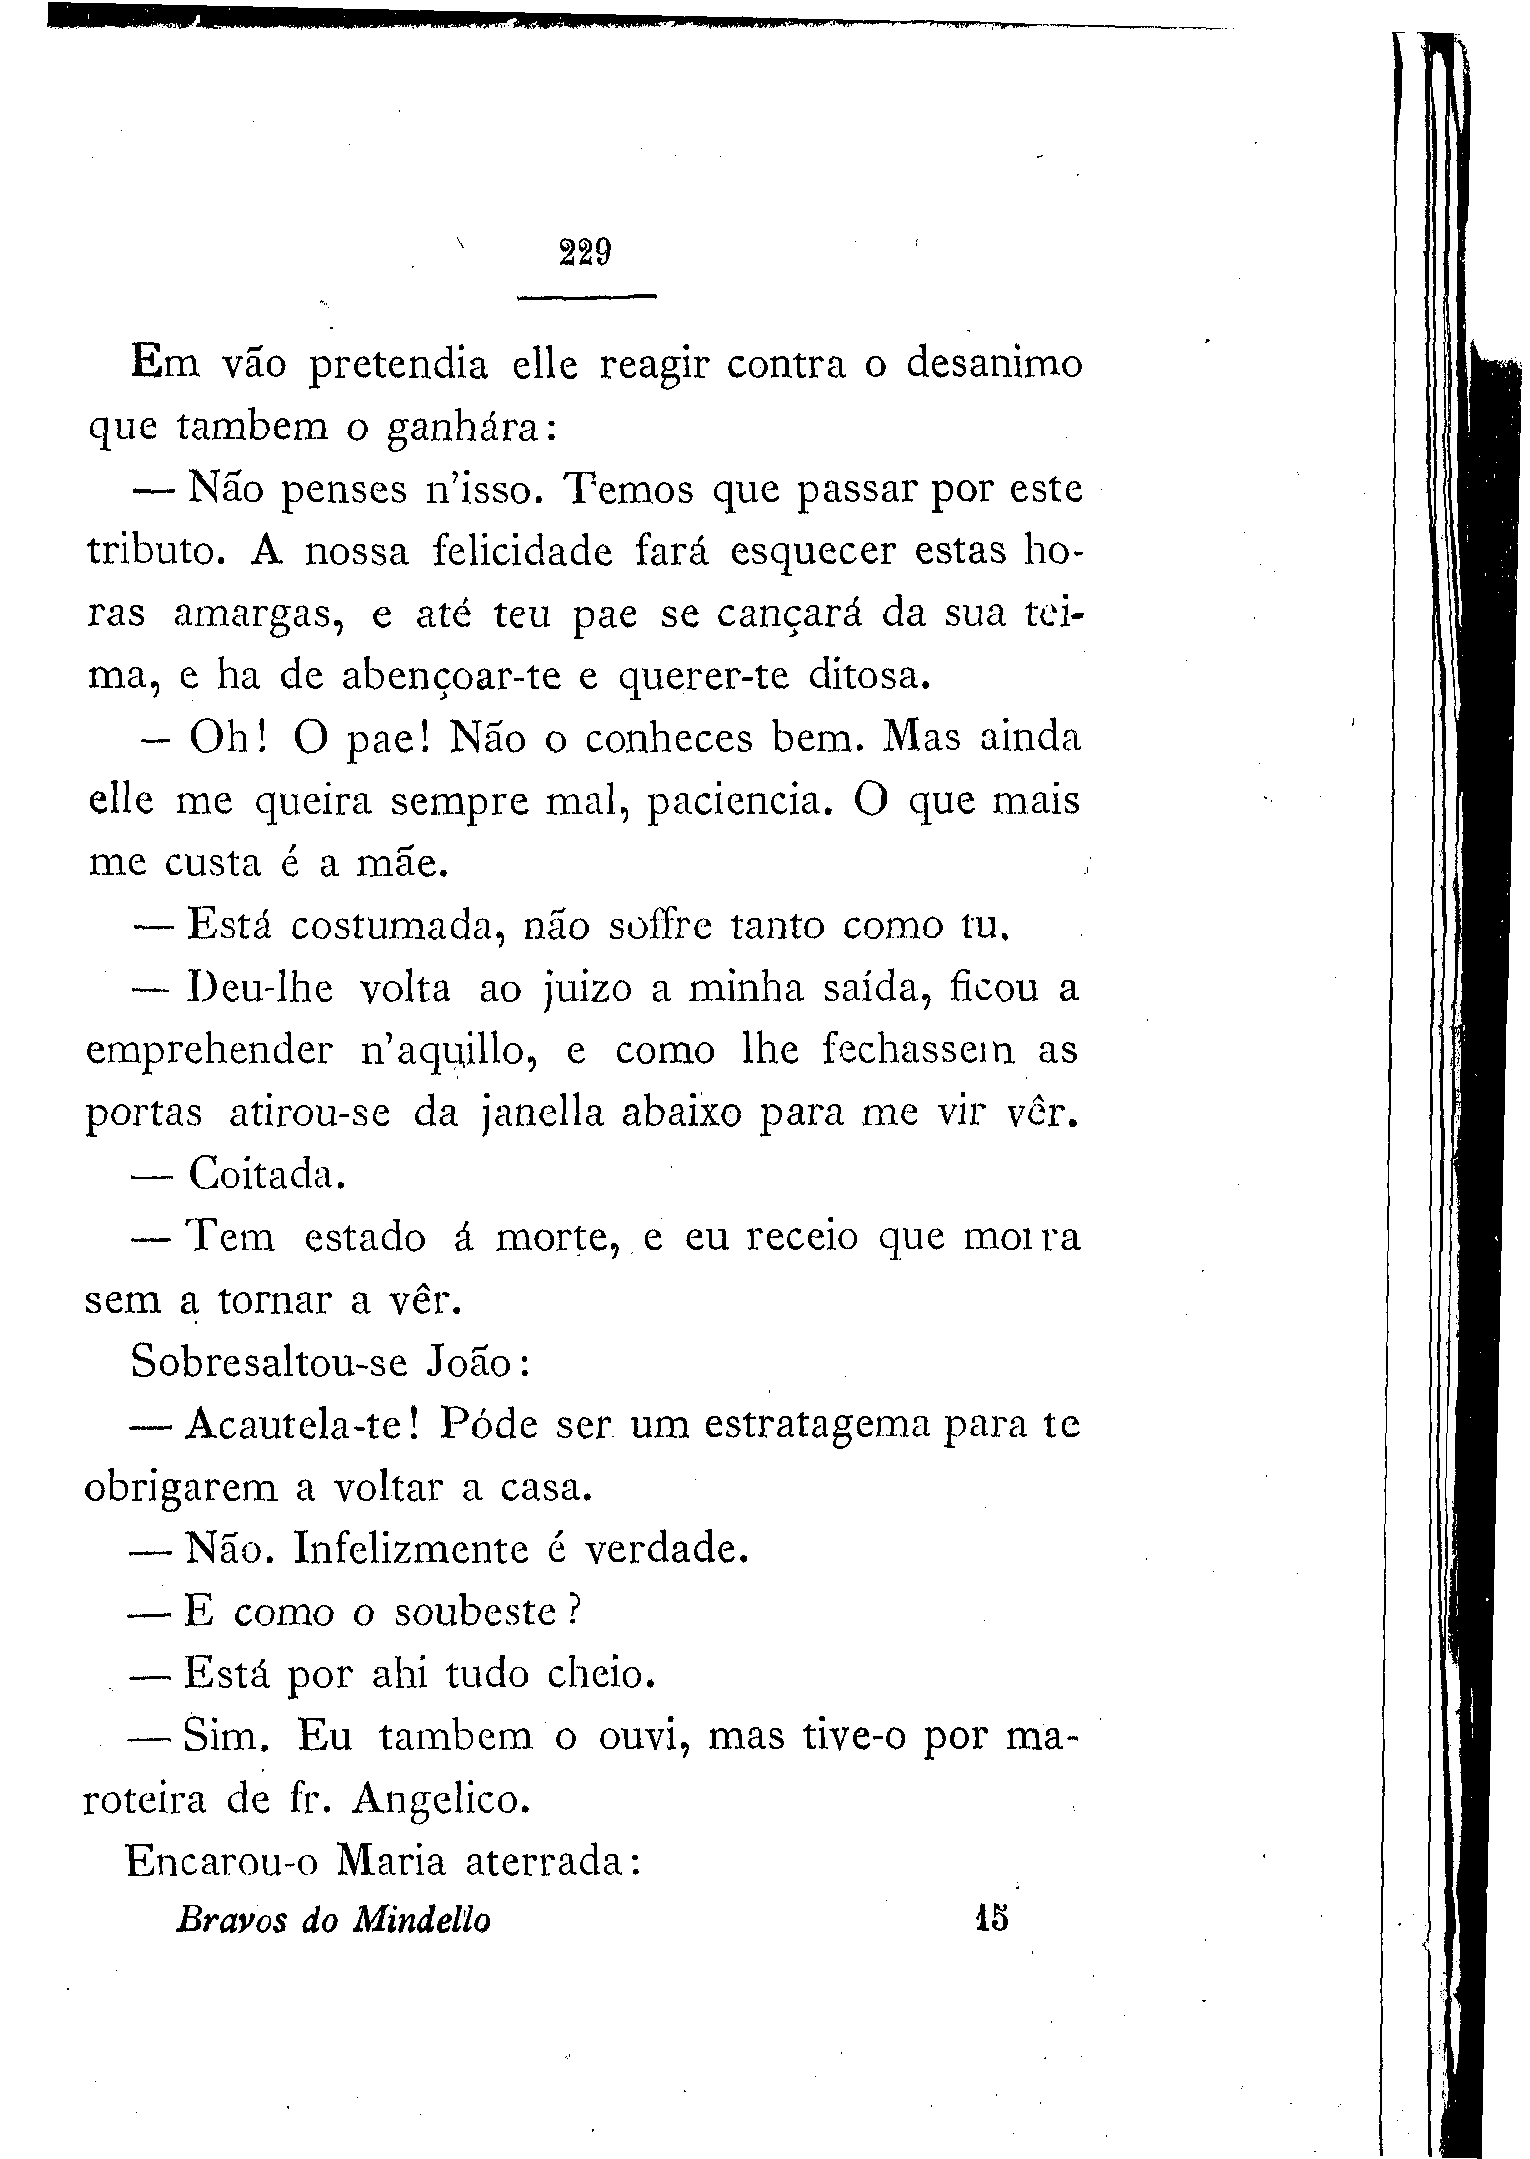 229
Em vão pretendia elle reagir contra o desanimo
que tambem o ganhára:
— Não penses n'isso. Temos que passar por este
tributo. A nossa felicidade fará esquecer estas ho-
ras amargas, e até teu pae se cançará da sua tei-
ma, e ha de abençoar-te e querer-te ditosa.
— Oh! O pae! Não o conheces bem. Mas ainda
elle me queira sempre mal, paciencia. O que mais
me custa é a mãe.
— Está costumada, não soffre tanto como tu.
— Deu-lhe volta ao juizo a minha saída, ficou a
emprehender n'aquillo, e como lhe fechassem as
portas atirou-se da janella abaixo para me vir vêr.
— Coitada.
— Tem estado á morte, e eu receio que morra
sem a tornar a vêr.
Sobresaltou-se João:
— Acautela-te! Póde ser um estratagema para te
obrigarem a voltar a casa.
— Não. Infelizmente é verdade.
— E como o soubeste?
— Está por ahi tudo cheio.
— Sim. Eu tambem o ouvi, mas tive-o por ma-
roteira de fr. Angelico.
Encarou-o Maria aterrada:
Bravos do Mindello 15